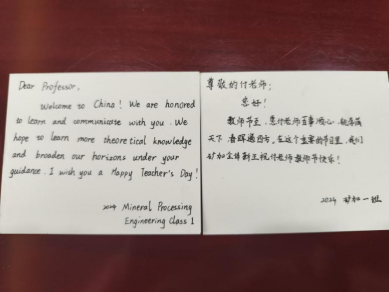 Dear Professor,
Welcome to China! We are honored
to learn and communicate with you. We
hope to learn more theoretical knowledge
and broaden our horizons under your
guidance. I wish you a Happy Teacher's Day!
2024 Mineral Processing
Engineering Class 1
尊敬的付老师:
您好!
教师节至,愿付老师百事顺心,桃李满
天下,春晖遍四方。在这个重要的节日里,我们
矿加全体新生祝付老师教师节快乐!
2024 矿加一班